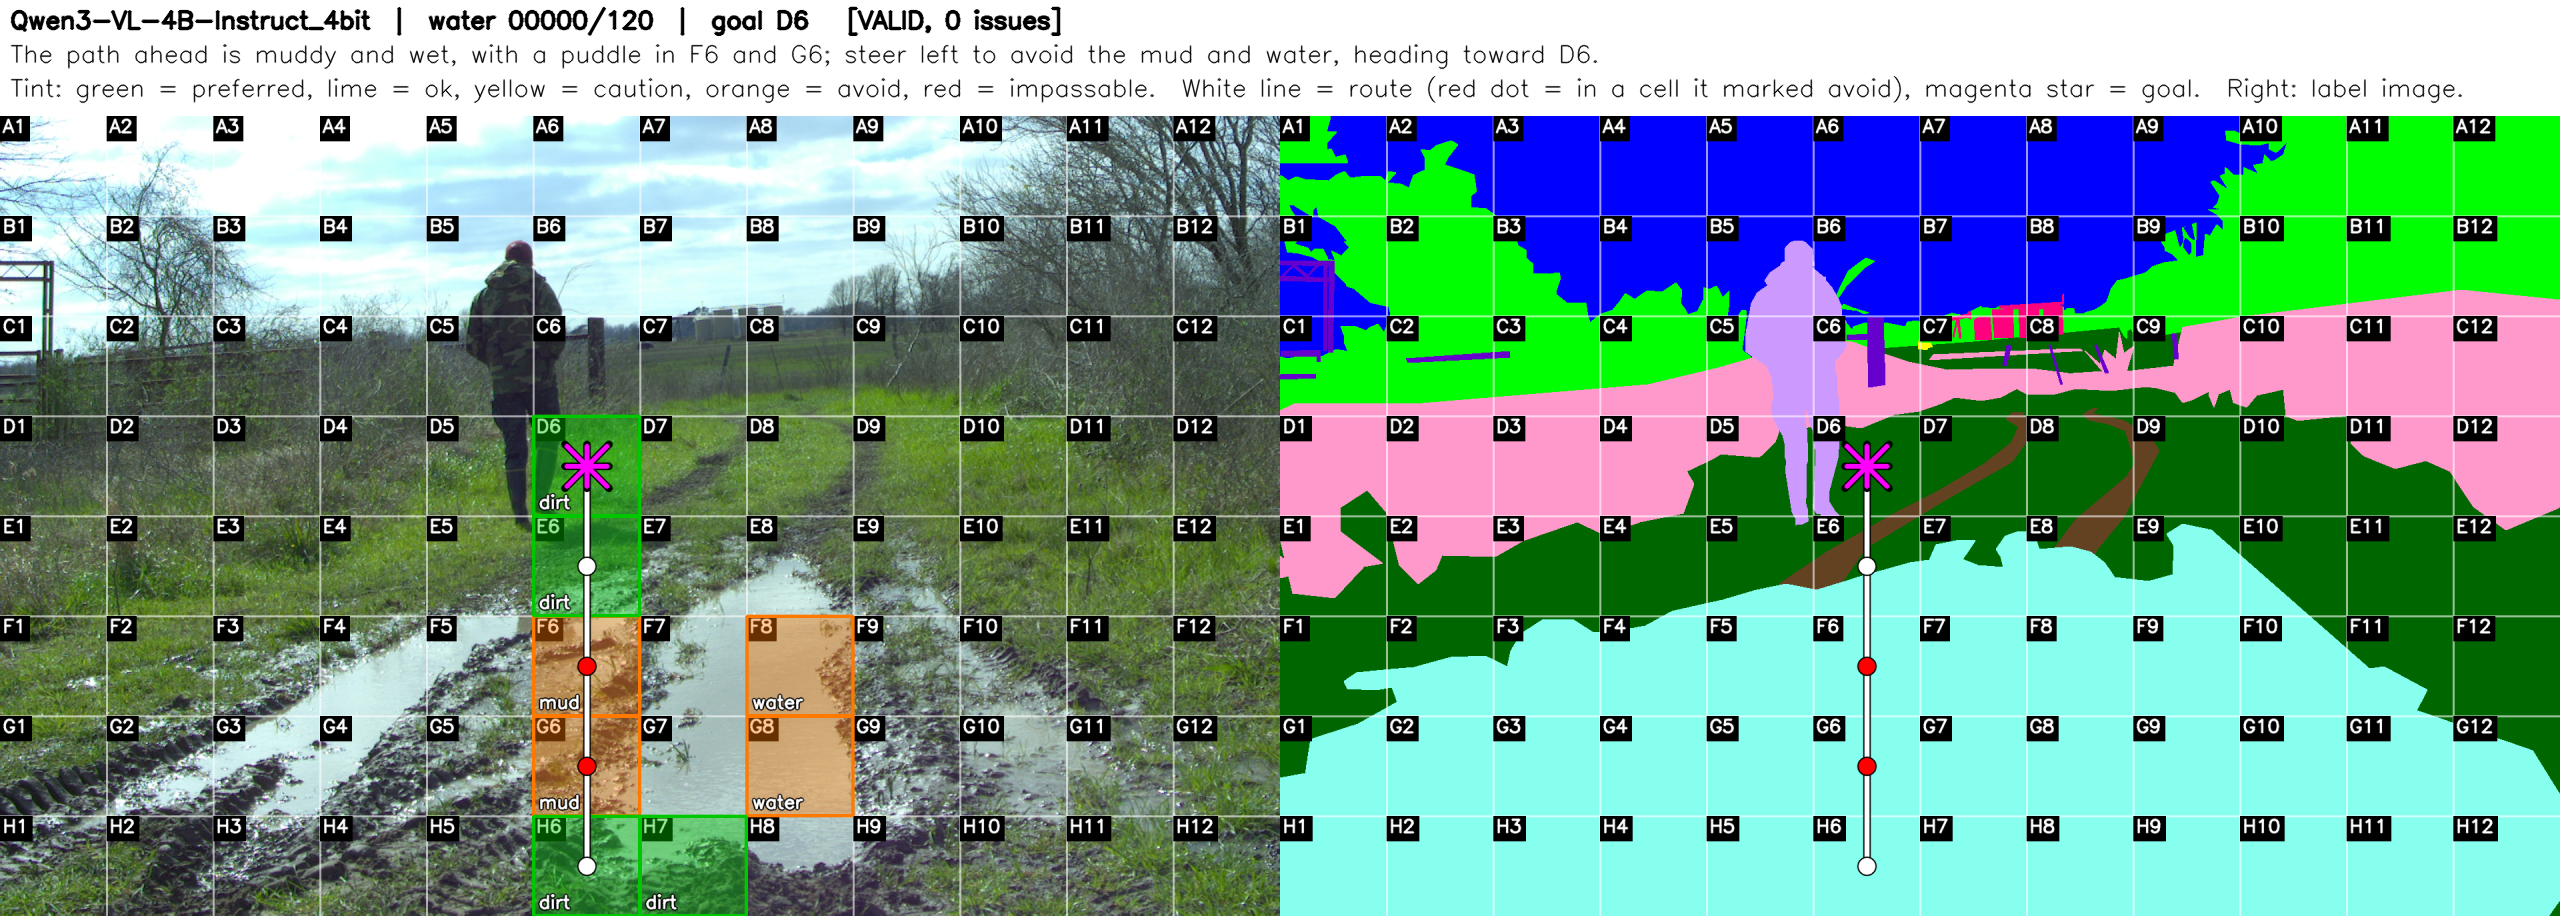 Qwen3-VL-4B-Instruct_4bit | water 00000/120 | goal D6 [VALID, 0 issues]
The path ahead is muddy and wet, with a puddle in F6 and G6; steer left to avoid the mud and water, heading toward D6.
Tint: green = preferred, lime = ok, yellow = caution, orange = avoid, red = impassable. White line = route (red dot = in a cell it marked avoid), magenta star = goal. Right: label image.
A1 A2 A3 A4 A5 A6 A7 A8 A9 A10 A11 A12 A1 A2 A3 A4 A5 A6 A7 A8 A9 A10 A11 A12
B1 B2 B3 B4 B5 B6 B7 B8 B9 B10 B11 B12 B1 B2 B3 B4 B5 B6 B7 B8 B9 B10 B11 B12
C1 C2 C3 C4 C5 C6 C7 C8 C9 C10 C11 C12 C1 C2 C3 C4 C5 C6 C7 C8 C9 C10 C11 C12
D1 D2 D3 D4 D5 D6 D7 D8 D9 D10 D11 D12 D1 D2 D3 D4 D5 D6 D7 D8 D9 D10 D11 D12
dirt
E1 E2 E3 E4 E5 E6 E7 E8 E9 E10 E11 E12 E1 E2 E3 E4 E5 E6 E7 E8 E9 E10 E11 E12
dirt
F1 F2 F3 F4 F5 F6 F7 F8 F9 F10 F11 F12 F1 F2 F3 F4 F5 F6 F7 F8 F9 F10 F11 F12
mud water
G1 G2 G3 G4 G5 G6 G7 G8 G9 G10 G11 G12 G1 G2 G3 G4 G5 G6 G7 G8 G9 G10 G11 G12
mud water
H1 H2 H3 H4 H5 H6 H7 H8 H9 H10 H11 H12 H1 H2 H3 H4 H5 H6 H7 H8 H9 H10 H11 H12
dirt dirt